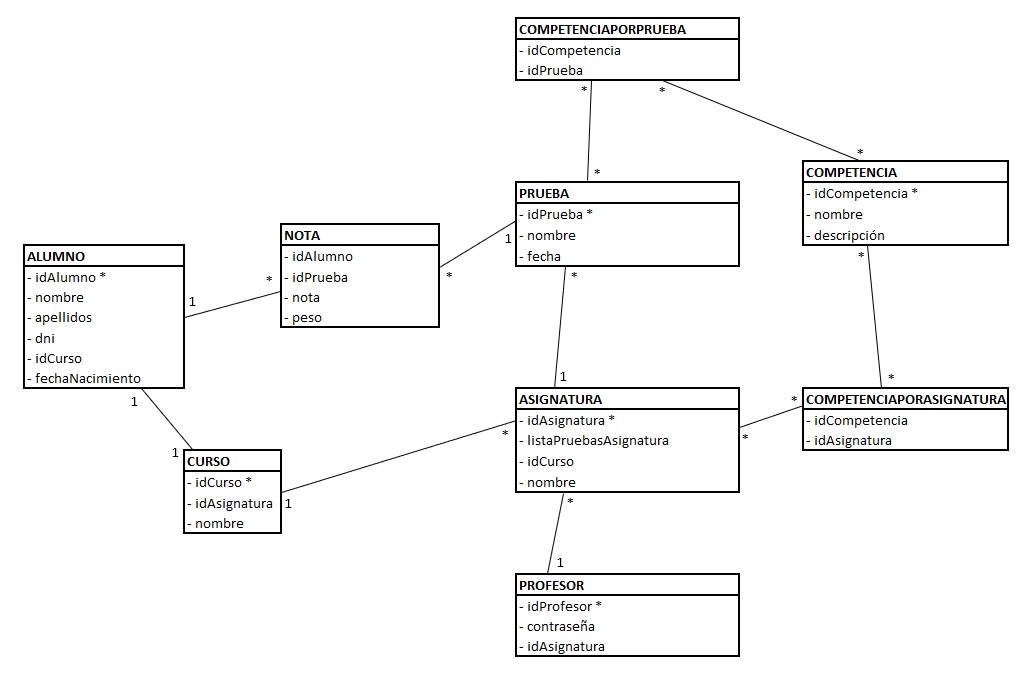 COMPETENCIAPORPRUEBA
- idCompetencia
- idPrueba
* *
* *
COMPETENCIA
- idCompetencia *
- nombre
- descripción
*
PRUEBA
- idPrueba *
- nombre
- fecha
1
*
*
NOTA
- idAlumno
- idPrueba
- nota
- peso
*
1
ALUMNO
- idAlumno *
- nombre
- apellidos
- dni
- idCurso
- fechaNacimiento
1
1
*
ASIGNATURA
- idAsignatura *
- listaPruebasAsignatura
- idCurso
- nombre
*
*
*
COMPETENCIAPORASIGNATURA
- idCompetencia
- idAsignatura
1
CURSO
- idCurso *
- idAsignatura
- nombre
1
*
*
1
PROFESOR
- idProfesor *
- contraseña
- idAsignatura